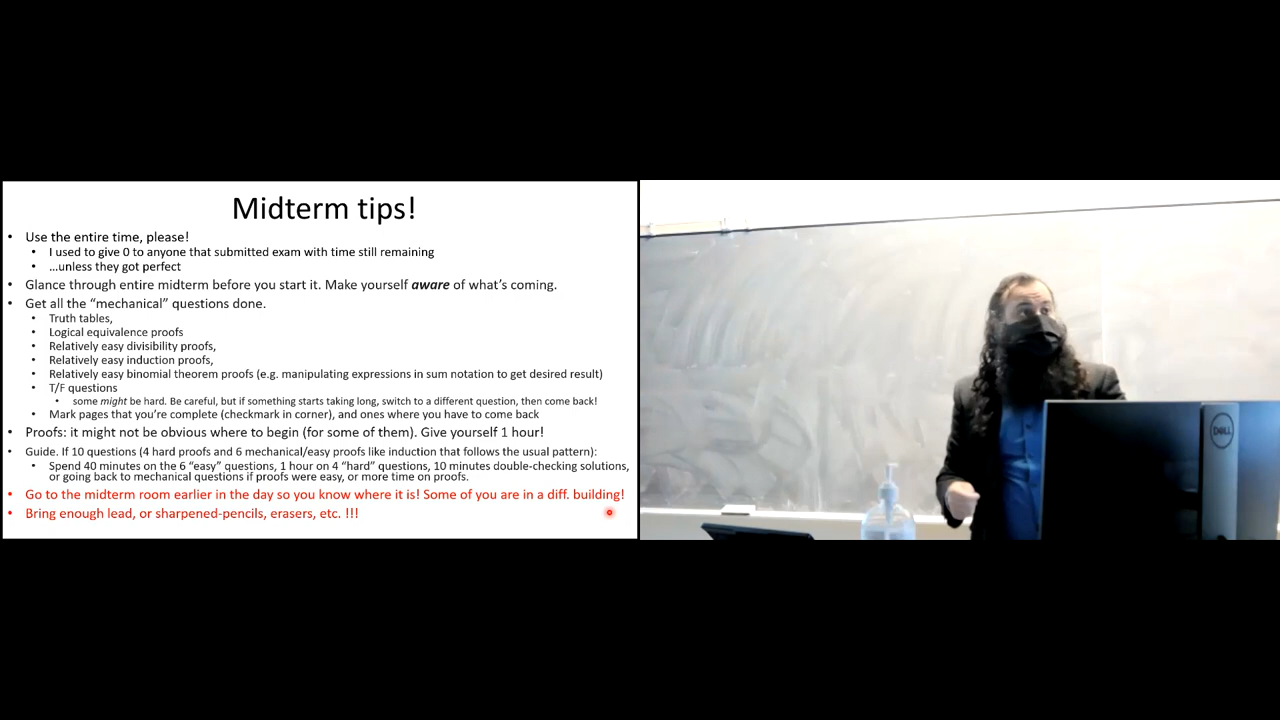 Midterm tips!
• Use the entire time, please!
• I used to give 0 to anyone that submitted exam with time still remaining
• …unless they got perfect
• Glance through entire midterm before you start it. Make yourself aware of what’s coming.
• Get all the “mechanical” questions done.
• Truth tables,
• Logical equivalence proofs
• Relatively easy divisibility proofs,
• Relatively easy induction proofs,
• Relatively easy binomial theorem proofs (e.g. manipulating expressions in sum notation to get desired result)
• T/F questions
• some might be hard. Be careful, but if something starts taking long, switch to a different question, then come back!
• Mark pages that you’re complete (checkmark in corner), and ones where you have to come back
• Proofs: it might not be obvious where to begin (for some of them). Give yourself 1 hour!
• Guide. If 10 questions (4 hard proofs and 6 mechanical/easy proofs like induction that follows the usual pattern):
• Spend 40 minutes on the 6 “easy” questions, 1 hour on 4 “hard” questions, 10 minutes double-checking solutions,
or going back to mechanical questions if proofs were easy, or more time on proofs.
• Go to the midterm room earlier in the day so you know where it is! Some of you are in a diff. building!
• Bring enough lead, or sharpened-pencils, erasers, etc. !!!
DELL